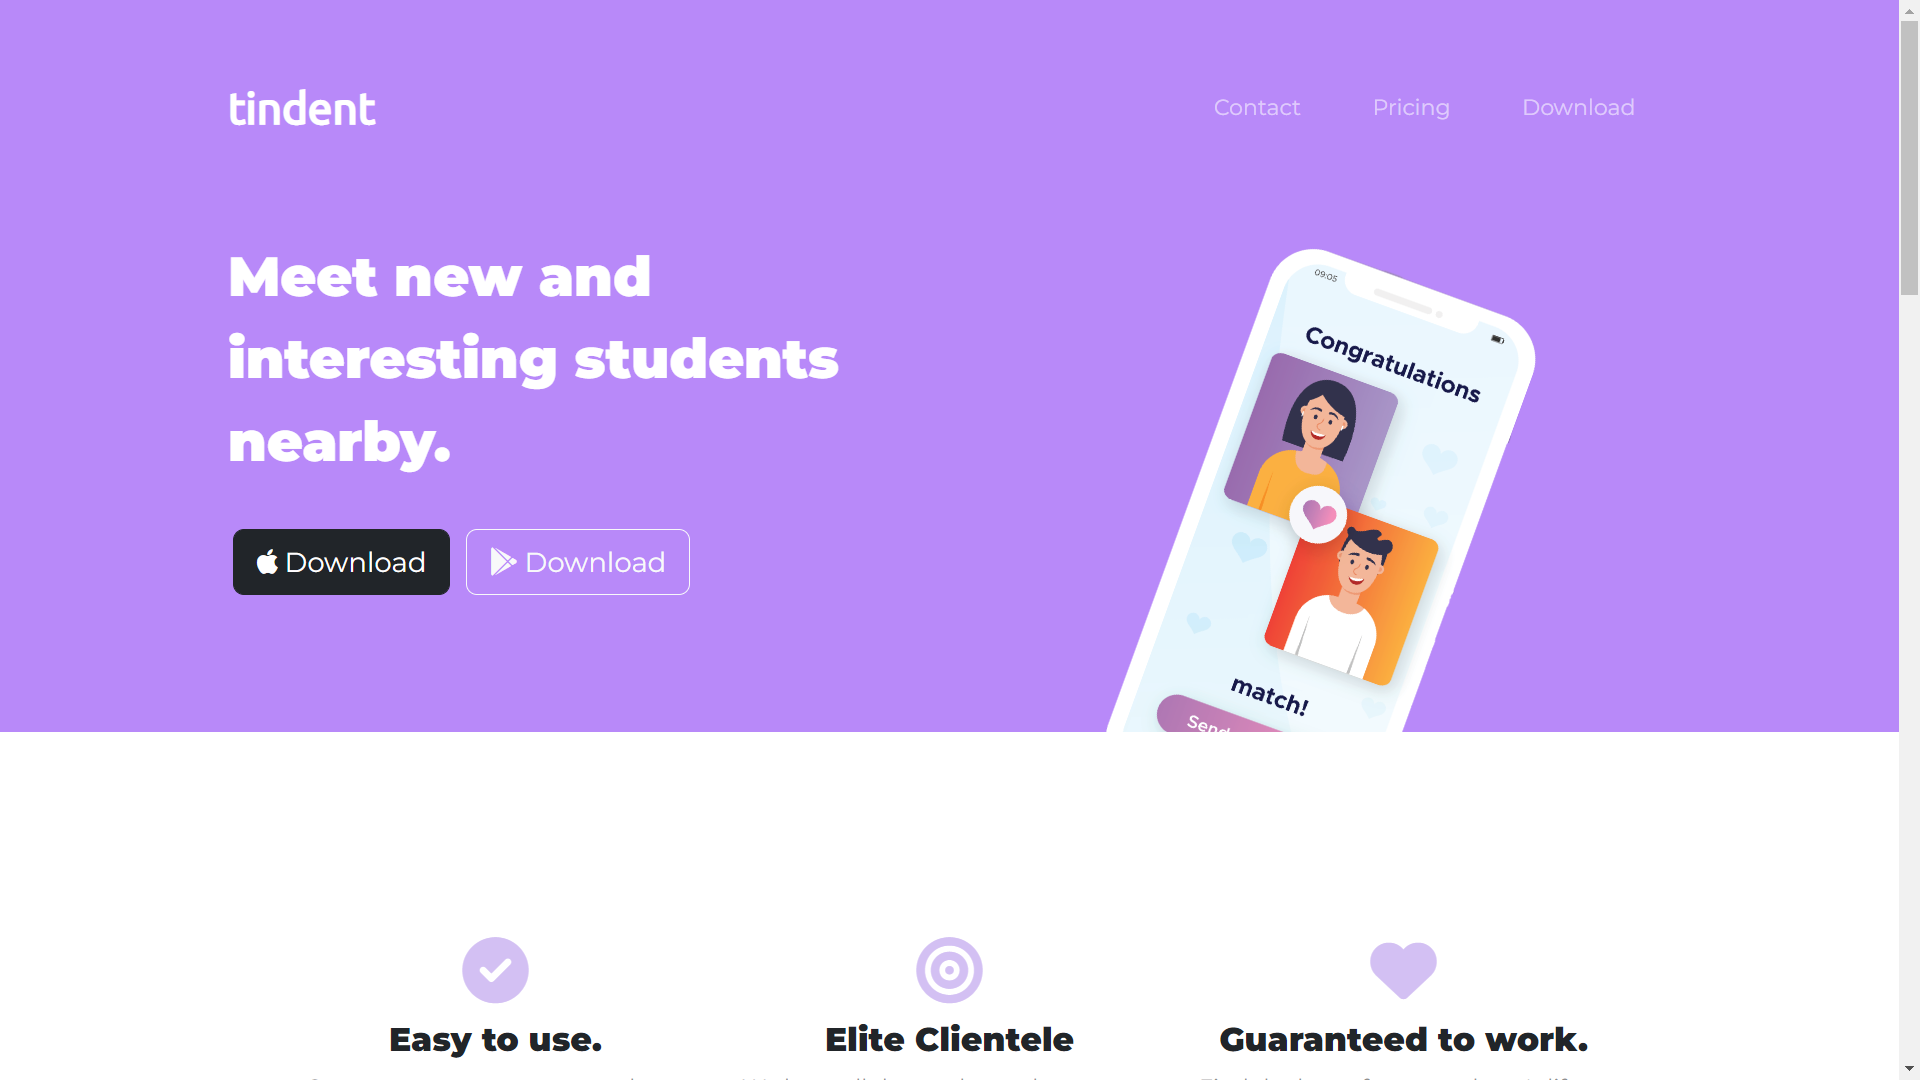 tindent
Contact
Pricing
Download
Meet new and
interesting students
nearby.
Download
Download
09:05
Congratulations
match!
Send
Easy to use.
Elite Clientele
Guaranteed to work.